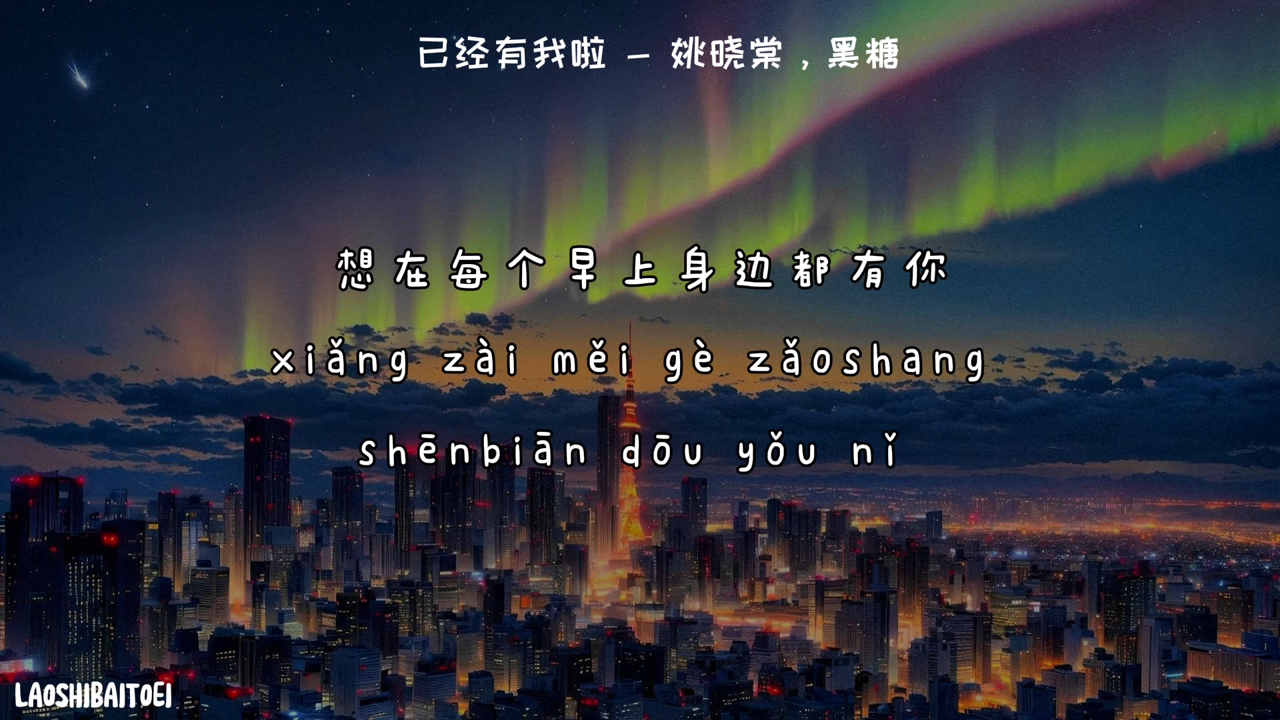 已经有我啦 – 姚晓棠，黑糖
想在每个早上身边都有你
xiǎng zài měi gè zǎoshang
shēnbiān dōu yǒu nǐ
LAOSHIBAITOEI